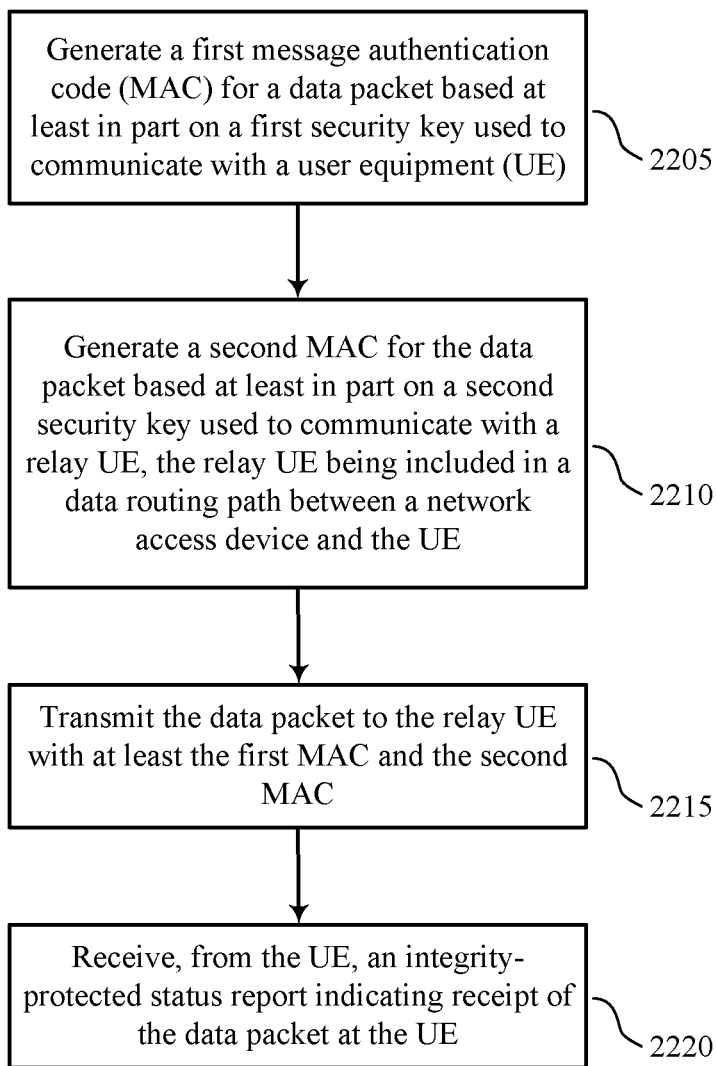 Generate a first message authentication
code (MAC) for a data packet based at
least in part on a first security key used to
communicate with a user equipment (UE)
2205
Generate a second MAC for the data
packet based at least in part on a second
security key used to communicate with a
relay UE, the relay UE being included in a
data routing path between a network
access device and the UE
2210
Transmit the data packet to the relay UE
with at least the first MAC and the second
MAC
2215
Receive, from the UE, an integrity-
protected status report indicating receipt of
the data packet at the UE
2220